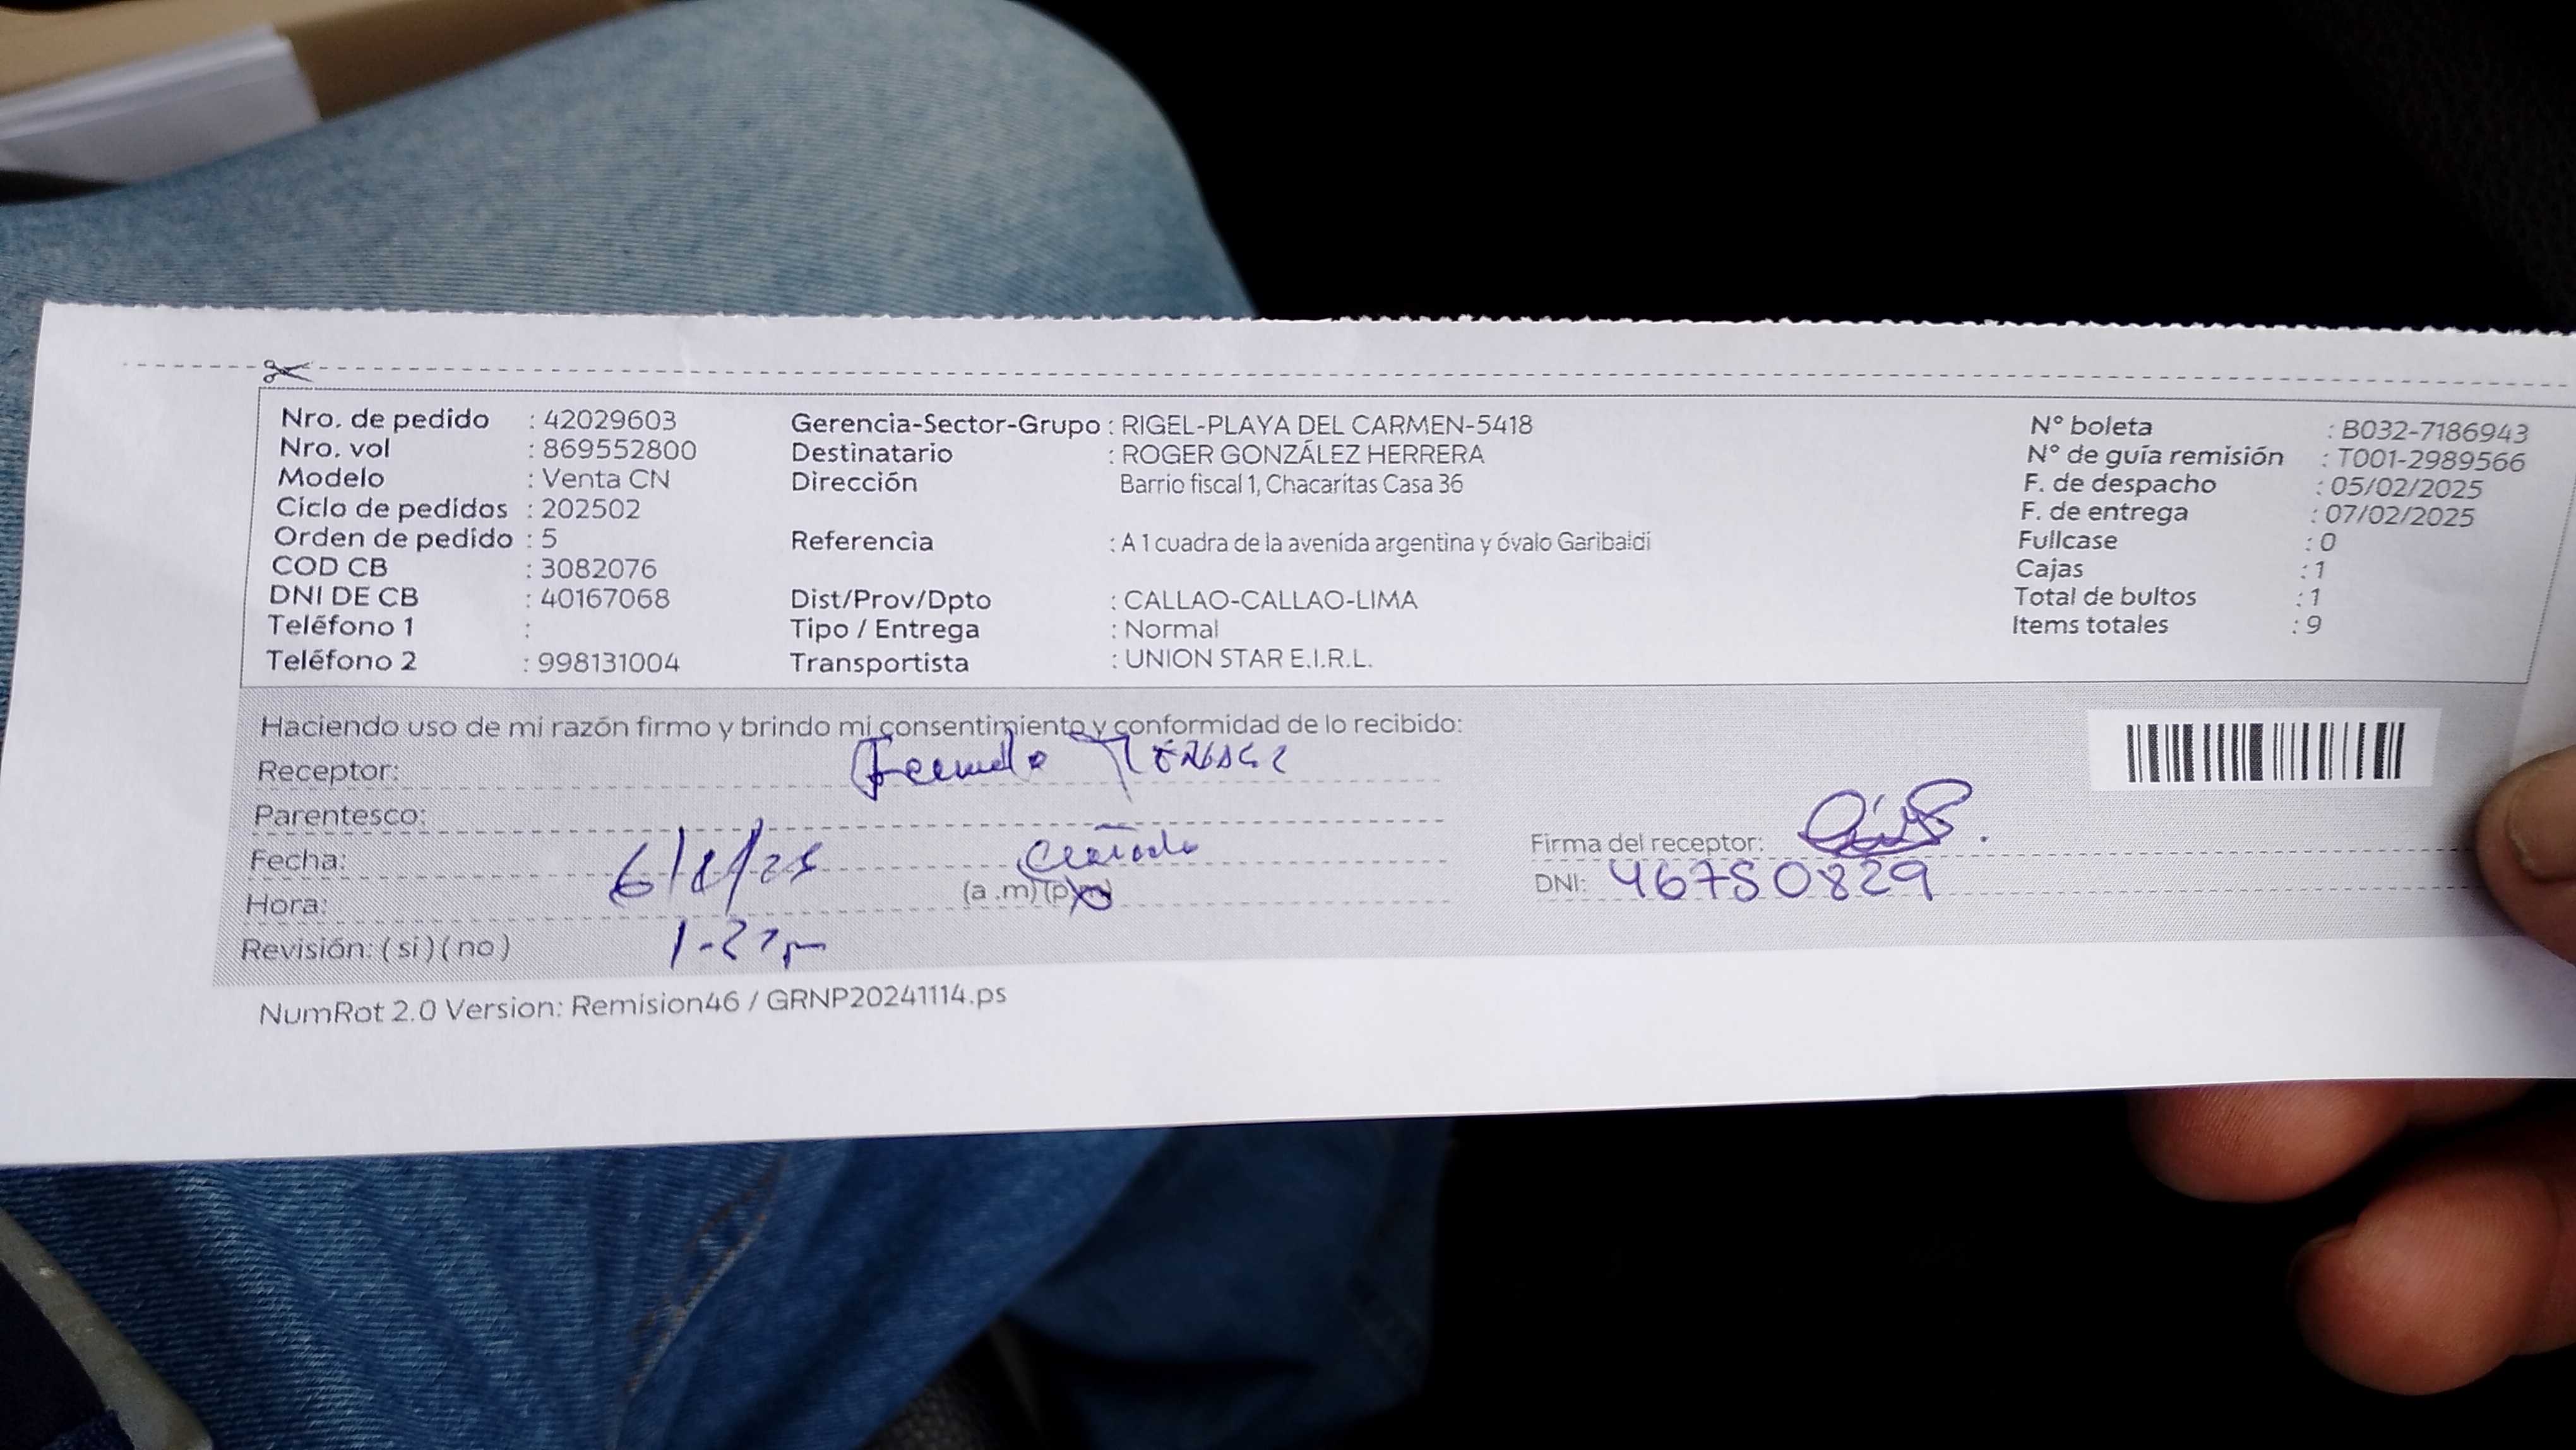 Nro. de pedido : 42029603
Nro. vol : 869552800
Modelo : Venta CN
Ciclo de pedidos : 202502
Orden de pedido : 5
COD CB : 3082076
DNI DE CB : 40167068
Teléfono 1 :
Teléfono 2 : 998131004
Gerencia-Sector-Grupo : RIGEL-PLAYA DEL CARMEN-5418
Destinatario : ROGER GONZÁLEZ HERRERA
Dirección Barrio fiscal 1, Chacaritas Casa 36
Referencia : A 1 cuadra de la avenida argentina y óvalo Garibaldi
Dist/Prov/Dpto : CALLAO-CALLAO-LIMA
Tipo / Entrega : Normal
Transportista : UNION STAR E.I.R.L.
N° boleta : B032-7186943
N° de guía remisión : T001-2989566
F. de despacho : 05/02/2025
F. de entrega : 07/02/2025
Fullcase : 0
Cajas : 1
Total de bultos : 1
Items totales : 9
Haciendo uso de mi razón firmo y brindo mi consentimiento y conformidad de lo recibido:
Receptor:
Parentesco:
Fecha:
Hora: (a .m)(p.m)
Revisión: ( si ) ( no )
Firma del receptor:
DNI: 46750829
NumRot 2.0 Version: Remision46 / GRNP20241114.ps